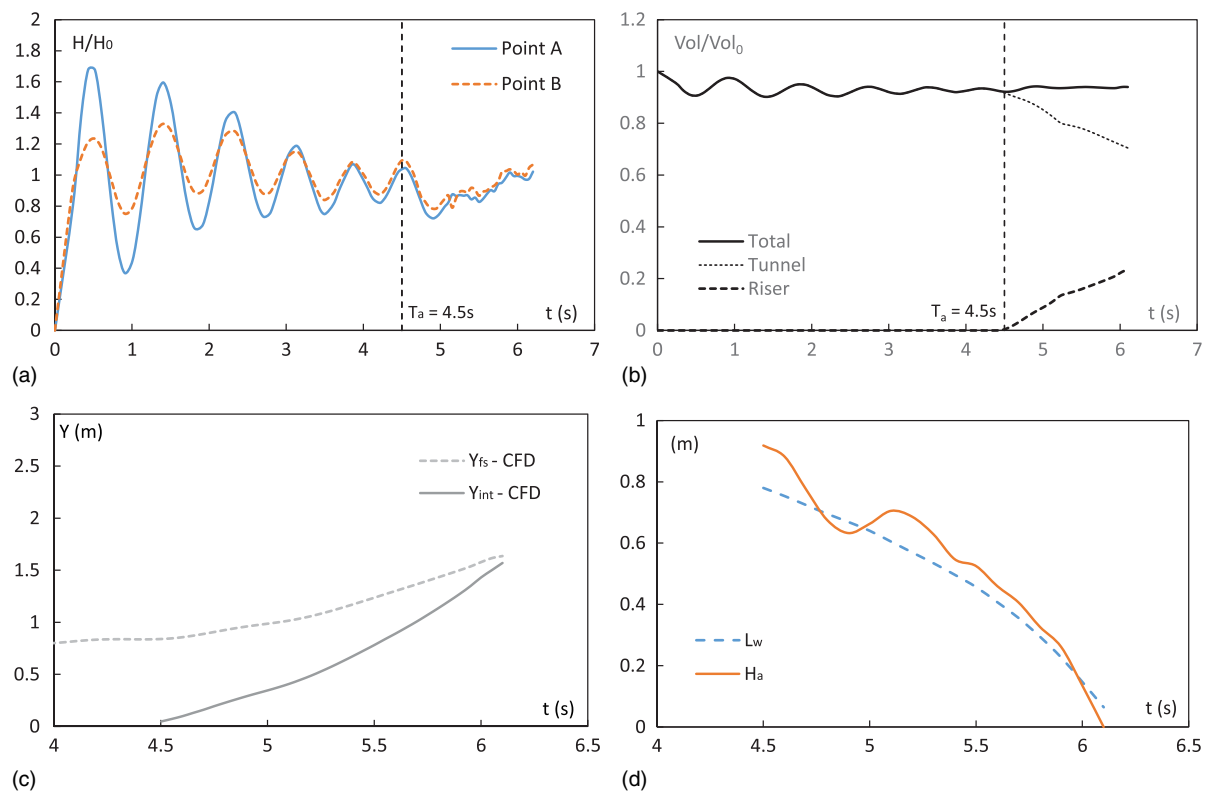 2
H/H0
1.8
1.6
1.4
1.2
1
0.8
0.6
0.4
0.2
0
Point A
Point B
Ta = 4.5s
t (s)
0 1 2 3 4 5 6 7
(a)
1.2
Vol/Vol0
1
0.8
0.6
0.4
0.2
0
Total
Tunnel
Riser
Ta = 4.5s
t (s)
0 1 2 3 4 5 6 7
(b)
3
Y (m)
2.5
2
1.5
1
0.5
0
Yfs - CFD
Yint - CFD
t (s)
4 4.5 5 5.5 6 6.5
(c)
1
(m)
0.8
0.6
0.4
0.2
0
Lw
Ha
t (s)
4 4.5 5 5.5 6 6.5
(d)